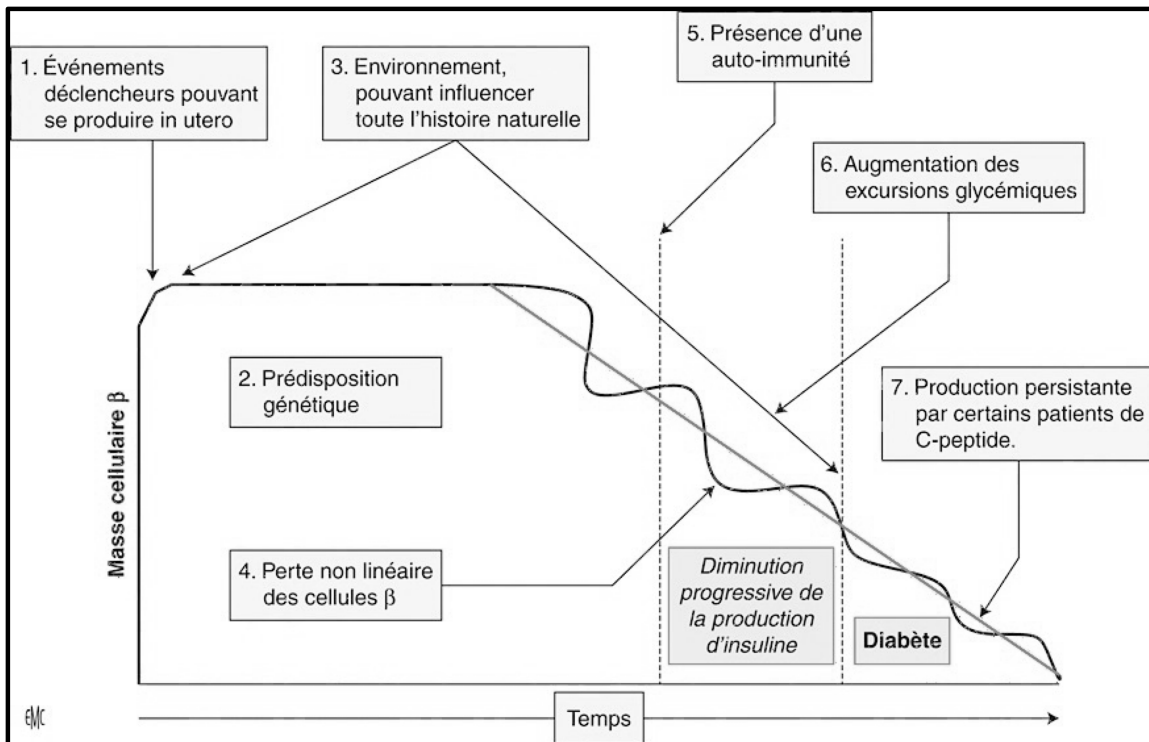 1. Événements
déclencheurs pouvant
se produire in utero
3. Environnement,
pouvant influencer
toute l'histoire naturelle
5. Présence d'une
auto-immunité
6. Augmentation des
excursions glycémiques
2. Prédisposition
génétique
7. Production persistante
par certains patients de
C-peptide.
4. Perte non linéaire
des cellules β
Diminution
progressive de
la production
d'insuline
Diabète
Masse cellulaire β
Temps
EMC